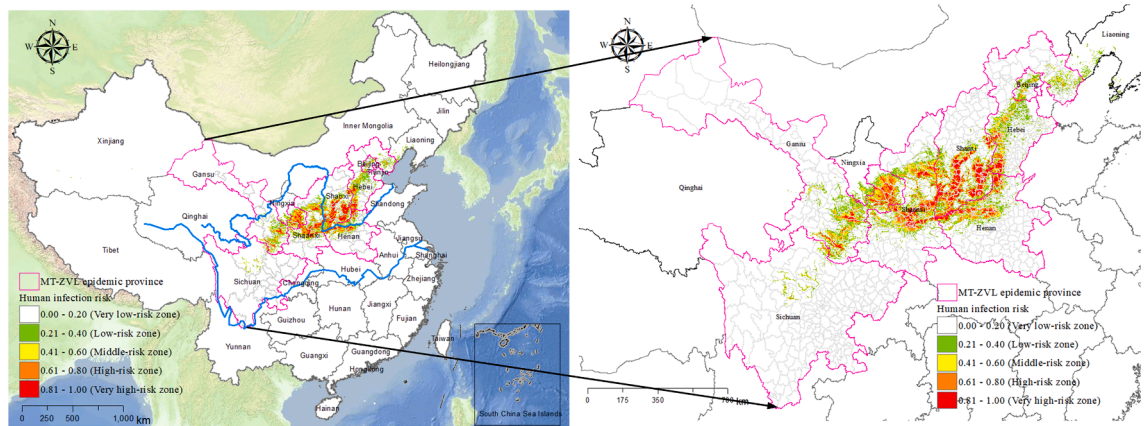 N
W E
S
Heilongjiang
Jilin
Xinjiang
Inner Mongolia
Liaoning
Gansu
Beijing
Tianjin
Hebei
Ningxia
Shanxi
Shandong
Qinghai
Shaanxi
Henan
Jiangsu
Tibet
Anhui
Shanghai
Hubei
Sichuan
Chongqing
Zhejiang
Hunan
Jiangxi
Guizhou
Fujian
Yunnan
Taiwan
Guangxi
Guangdong
Hongkong
Hainan
South China Sea Islands
MT-ZVL epidemic province
Human infection risk
0.00 - 0.20 (Very low-risk zone)
0.21 - 0.40 (Low-risk zone)
0.41 - 0.60 (Middle-risk zone)
0.61 - 0.80 (High-risk zone)
0.81 - 1.00 (Very high-risk zone)
0 250 500 1,000 km
N
W E
S
Liaoning
Beijing
Hebei
Gansu
Shanxi
Ningxia
Qinghai
Shaanxi
Henan
Sichuan
MT-ZVL epidemic province
Human infection risk
0.00 - 0.20 (Very low-risk zone)
0.21 - 0.40 (Low-risk zone)
0.41 - 0.60 (Middle-risk zone)
0.61 - 0.80 (High-risk zone)
0.81 - 1.00 (Very high-risk zone)
0 175 350 700 km